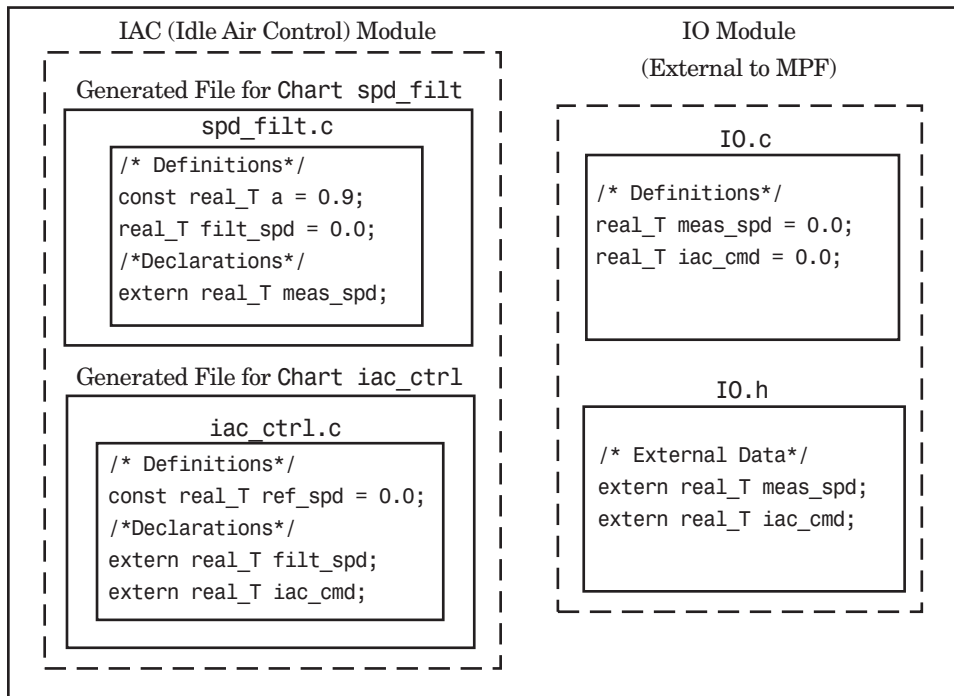 IAC (Idle Air Control) Module
Generated File for Chart spd_filt
spd_filt.c
/* Definitions*/
const real_T a = 0.9;
real_T filt_spd = 0.0;
/*Declarations*/
extern real_T meas_spd;
Generated File for Chart iac_ctrl
iac_ctrl.c
/* Definitions*/
const real_T ref_spd = 0.0;
/*Declarations*/
extern real_T filt_spd;
extern real_T iac_cmd;
IO Module
(External to MPF)
IO.c
/* Definitions*/
real_T meas_spd = 0.0;
real_T iac_cmd = 0.0;
IO.h
/* External Data*/
extern real_T meas_spd;
extern real_T iac_cmd;